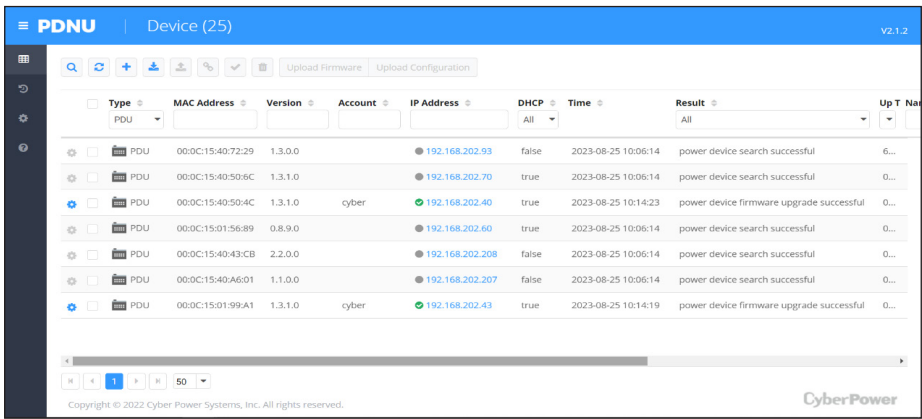 ≡ PDNU Device (25) V2.1.2
Upload Firmware Upload Configuration
Type MAC Address Version Account IP Address DHCP Time Result Up T Nar
PDU All All
PDU 00:0C:15:40:72:29 1.3.0.0 192.168.202.93 false 2023-08-25 10:06:14 power device search successful 6...
PDU 00:0C:15:40:50:6C 1.3.1.0 192.168.202.70 true 2023-08-25 10:06:14 power device search successful 0...
PDU 00:0C:15:40:50:4C 1.3.1.0 cyber 192.168.202.40 true 2023-08-25 10:14:23 power device firmware upgrade successful 0...
PDU 00:0C:15:01:56:89 0.8.9.0 192.168.202.60 true 2023-08-25 10:06:14 power device search successful 0...
PDU 00:0C:15:40:43:CB 2.2.0.0 192.168.202.208 false 2023-08-25 10:06:14 power device search successful 0...
PDU 00:0C:15:40:A6:01 1.1.0.0 192.168.202.207 false 2023-08-25 10:06:14 power device search successful 0...
PDU 00:0C:15:01:99:A1 1.3.1.0 cyber 192.168.202.43 true 2023-08-25 10:14:19 power device firmware upgrade successful 0...
1 50
Copyright © 2022 Cyber Power Systems, Inc. All rights reserved. CyberPower